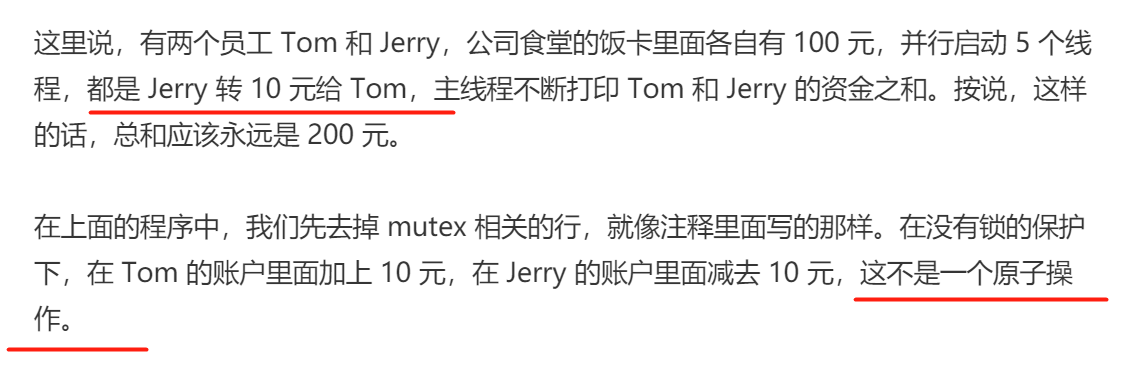 这里说，有两个员工 Tom 和 Jerry，公司食堂的饭卡里面各自有 100 元，并行启动 5 个线
程，都是 Jerry 转 10 元给 Tom，主线程不断打印 Tom 和 Jerry 的资金之和。按说，这样
的话，总和应该永远是 200 元。
在上面的程序中，我们先去掉 mutex 相关的行，就像注释里面写的那样。在没有锁的保护
下，在 Tom 的账户里面加上 10 元，在 Jerry 的账户里面减去 10 元，这不是一个原子操
作。